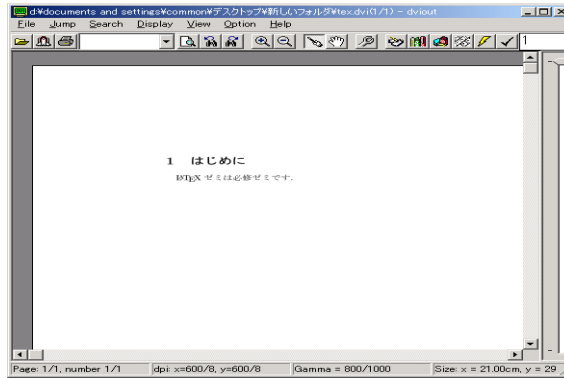 d:¥documents and settings¥common¥デスクトップ¥新しいフォルダ¥tex.dvi(1/1) - dviout
File Jump Search Display View Option Help
1
1 はじめに
LATEX ゼミは必修ゼミです.
Page: 1/1, number 1/1 dpi: x=600/8, y=600/8 Gamma = 800/1000 Size: x = 21.00cm, y = 29